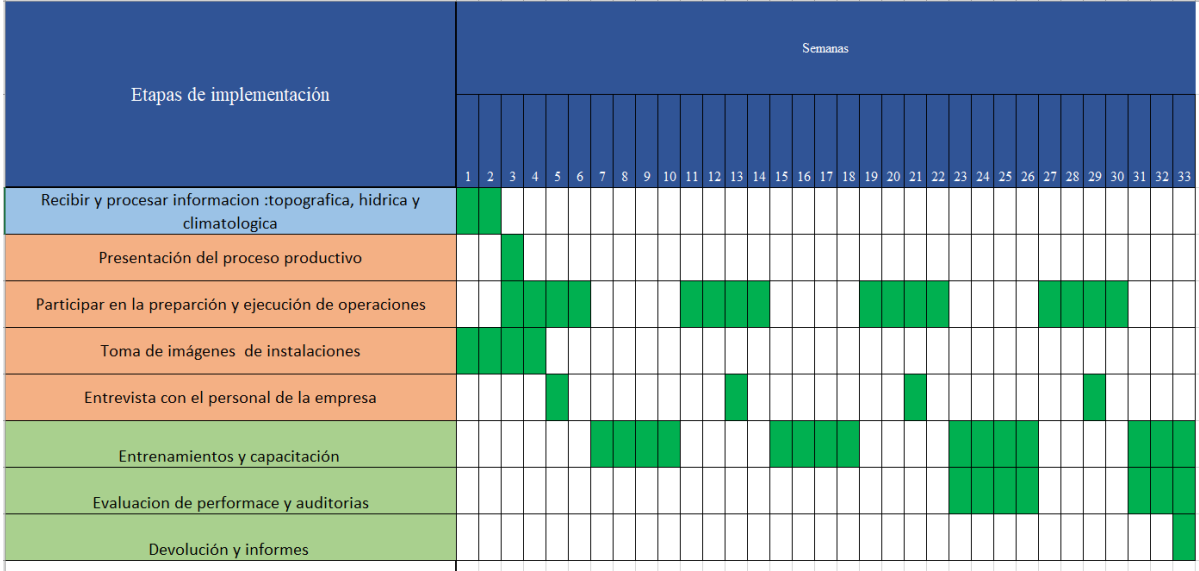 Etapas de implementación
Semanas
1 2 3 4 5 6 7 8 9 10 11 12 13 14 15 16 17 18 19 20 21 22 23 24 25 26 27 28 29 30 31 32 33
Recibir y procesar informacion :topografica, hidrica y
climatologica
Presentación del proceso productivo
Participar en la preparción y ejecución de operaciones
Toma de imágenes de instalaciones
Entrevista con el personal de la empresa
Entrenamientos y capacitación
Evaluacion de performace y auditorias
Devolución y informes